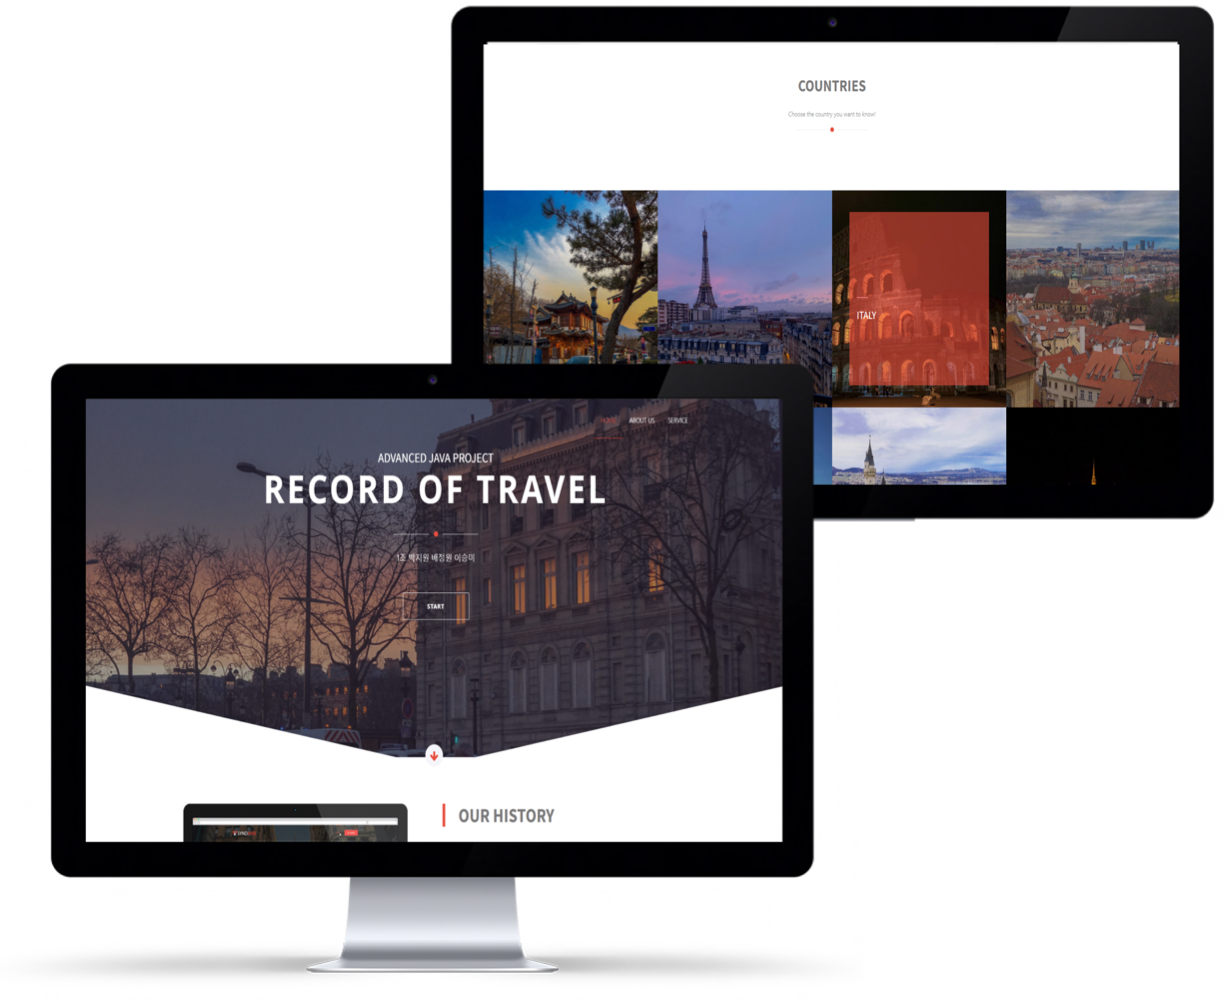 COUNTRIES
Choose the country you want to know!
ITALY
HOME ABOUT US SERVICE
ADVANCED JAVA PROJECT
RECORD OF TRAVEL
1조 박지원 배정원 이승미
START
OUR HISTORY